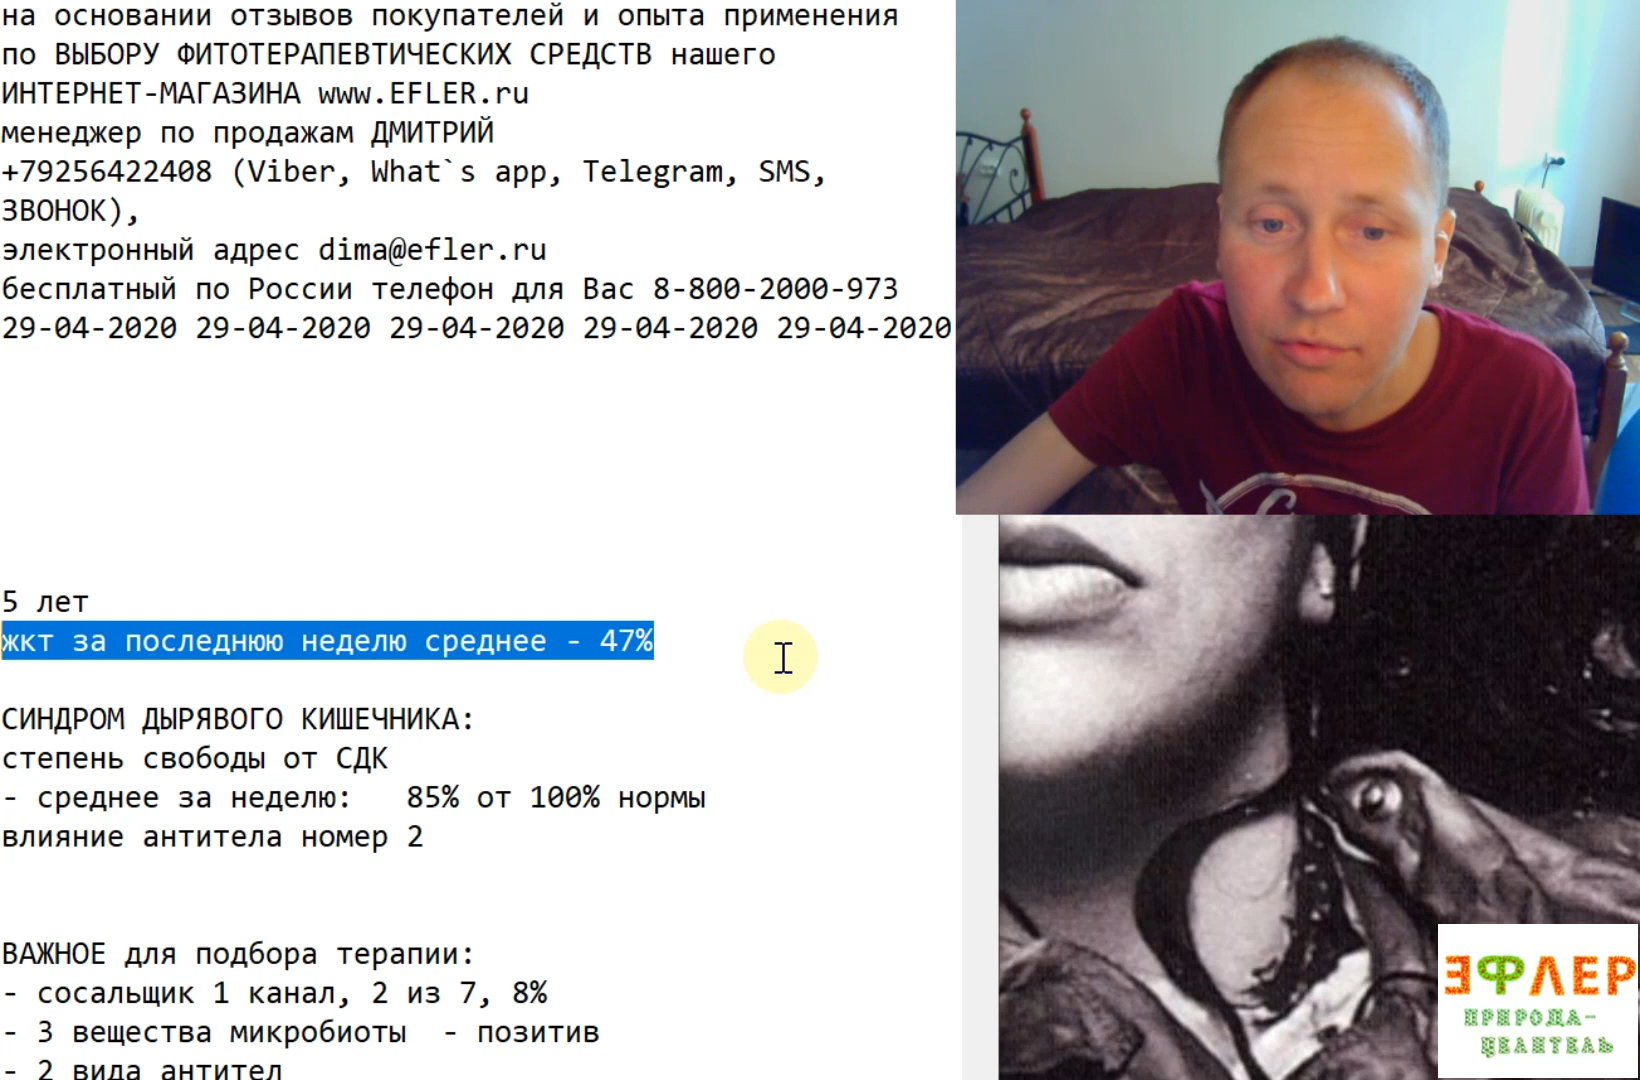 на основании отзывов покупателей и опыта применения
по ВЫБОРУ ФИТОТЕРАПЕВТИЧЕСКИХ СРЕДСТВ нашего
ИНТЕРНЕТ-МАГАЗИНА www.EFLER.ru
менеджер по продажам ДМИТРИЙ
+79256422408 (Viber, What`s app, Telegram, SMS,
ЗВОНОК),
электронный адрес dima@efler.ru
бесплатный по России телефон для Вас 8-800-2000-973
29-04-2020 29-04-2020 29-04-2020 29-04-2020 29-04-2020
5 лет
жкт за последнюю неделю среднее - 47%
СИНДРОМ ДЫРЯВОГО КИШЕЧНИКА:
степень свободы от СДК
- среднее за неделю: 85% от 100% нормы
влияние антитела номер 2
ВАЖНОЕ для подбора терапии:
- сосальщик 1 канал, 2 из 7, 8%
- 3 вещества микробиоты - позитив
- 2 вида антител
ЭФЛЕР
ПРИРОДА-
ЦЕЛИТЕЛЬ